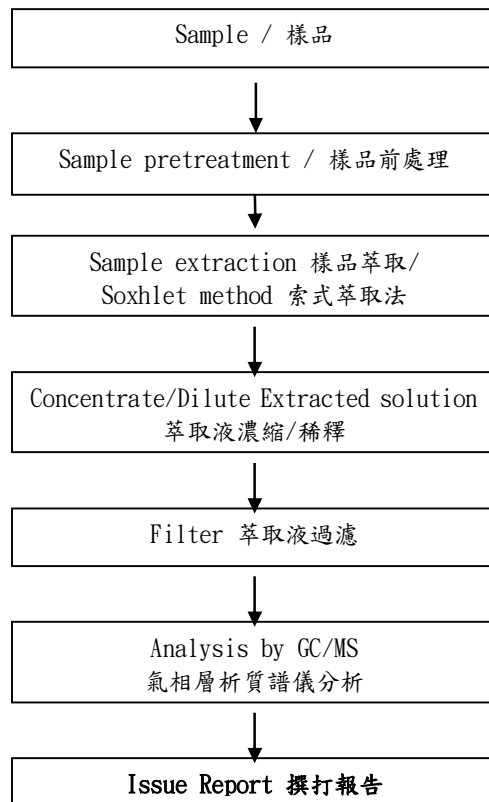 Sample / 樣品
Sample pretreatment / 樣品前處理
Sample extraction 樣品萃取/
Soxhlet method 索式萃取法
Concentrate/Dilute Extracted solution
萃取液濃縮/稀釋
Filter 萃取液過濾
Analysis by GC/MS
氣相層析質譜儀分析
Issue Report 撰打報告